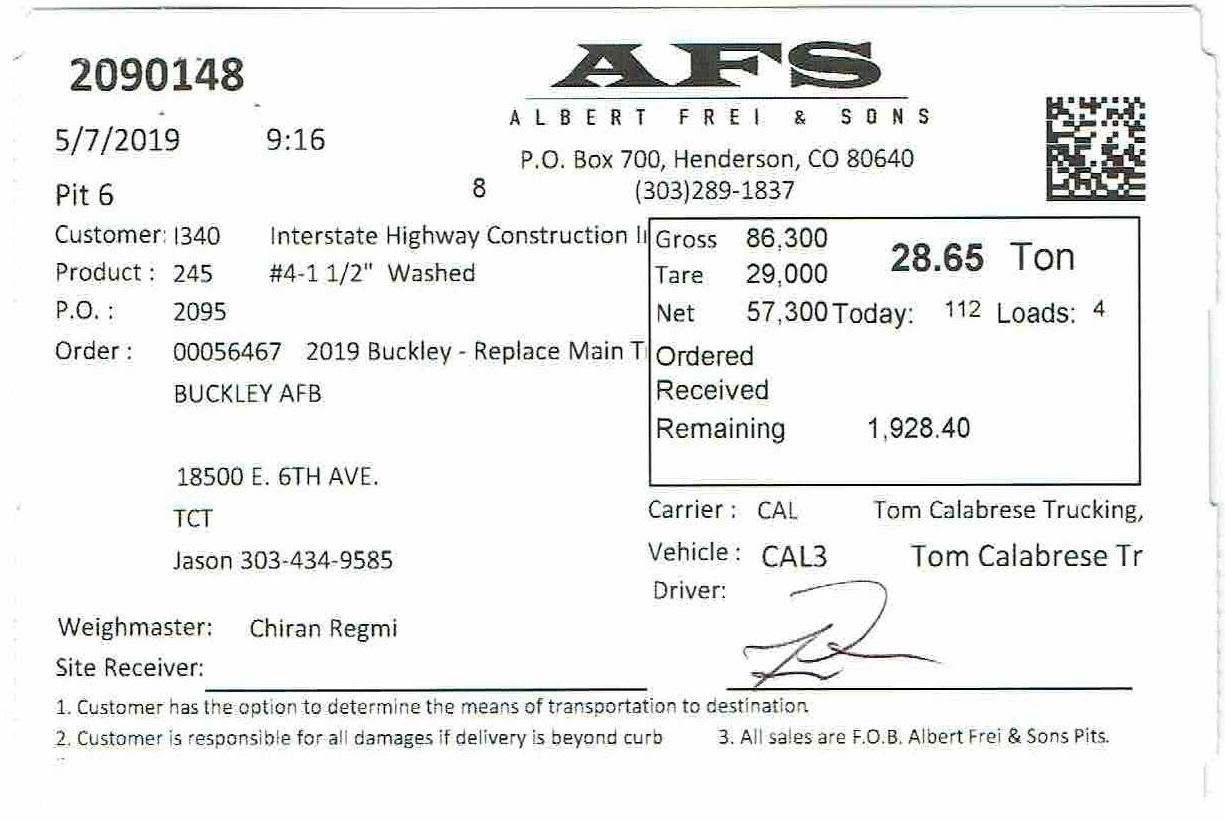 2090148
AFS
ALBERT FREI & SONS
5/7/2019 9:16
P.O. Box 700, Henderson, CO 80640
Pit 6 8 (303)289-1837
Customer: I340 Interstate Highway Construction
Product : 245 #4-1 1/2" Washed
P.O. : 2095
Order : 00056467 2019 Buckley - Replace Main
BUCKLEY AFB
18500 E. 6TH AVE.
TCT
Jason 303-434-9585
Gross 86,300 28.65 Ton
Tare 29,000
Net 57,300 Today: 112 Loads: 4
Ordered
Received
Remaining 1,928.40
Carrier : CAL Tom Calabrese Trucking,
Vehicle : CAL3 Tom Calabrese Tr
Driver:
Weighmaster: Chiran Regmi
Site Receiver:
1. Customer has the option to determine the means of transportation to destination
2. Customer is responsible for all damages if delivery is beyond curb 3. All sales are F.O.B. Albert Frei & Sons Pits.